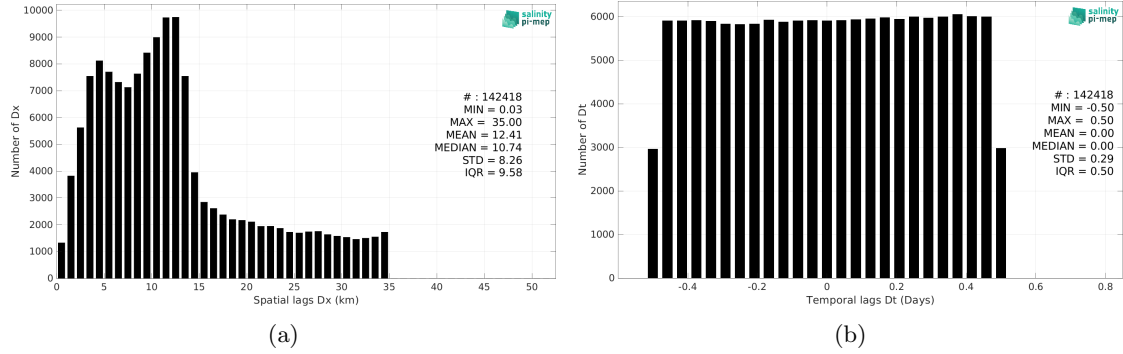 10000
9000
8000
7000
6000
5000
4000
3000
2000
1000
0
Number of Dx
0 5 10 15 20 25 30 35 40 45 50
Spatial lags Dx (km)
salinity
pi-mep
# : 142418
MIN = 0.03
MAX = 35.00
MEAN = 12.41
MEDIAN = 10.74
STD = 8.26
IQR = 9.58
(a)
6000
5000
4000
3000
2000
1000
0
Number of Dt
-0.4 -0.2 0 0.2 0.4 0.6 0.8
Temporal lags Dt (Days)
salinity
pi-mep
# : 142418
MIN = -0.50
MAX = 0.50
MEAN = 0.00
MEDIAN = 0.00
STD = 0.29
IQR = 0.50
(b)